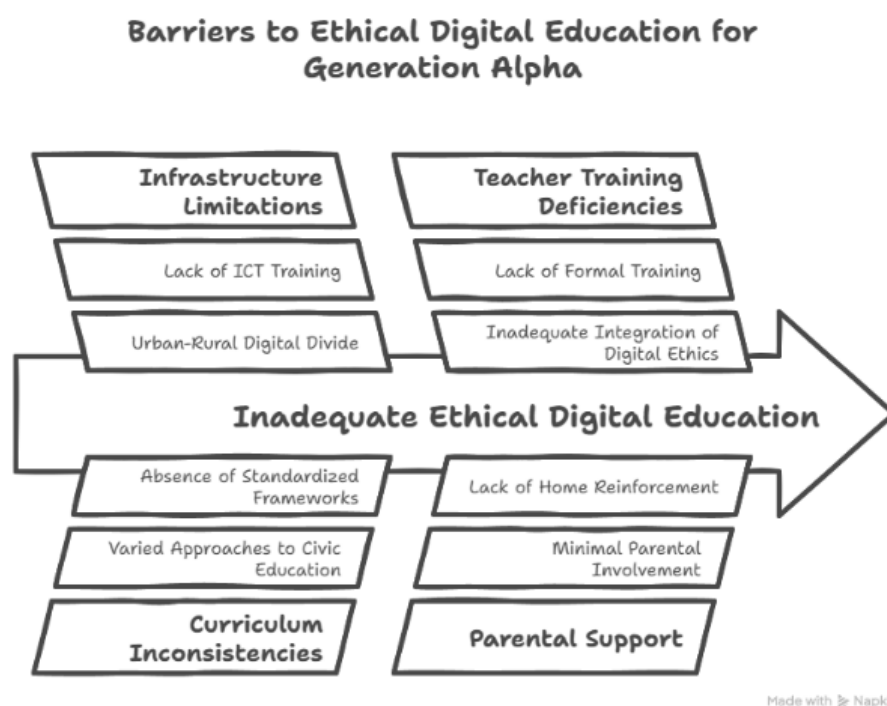 Barriers to Ethical Digital Education for
Generation Alpha
Infrastructure
Limitations
Lack of ICT Training
Urban-Rural Digital Divide
Teacher Training
Deficiencies
Lack of Formal Training
Inadequate Integration of
Digital Ethics
Inadequate Ethical Digital Education
Absence of Standardized
Frameworks
Varied Approaches to Civic
Education
Curriculum
Inconsistencies
Lack of Home Reinforcement
Minimal Parental
Involvement
Parental Support
Made with Napk